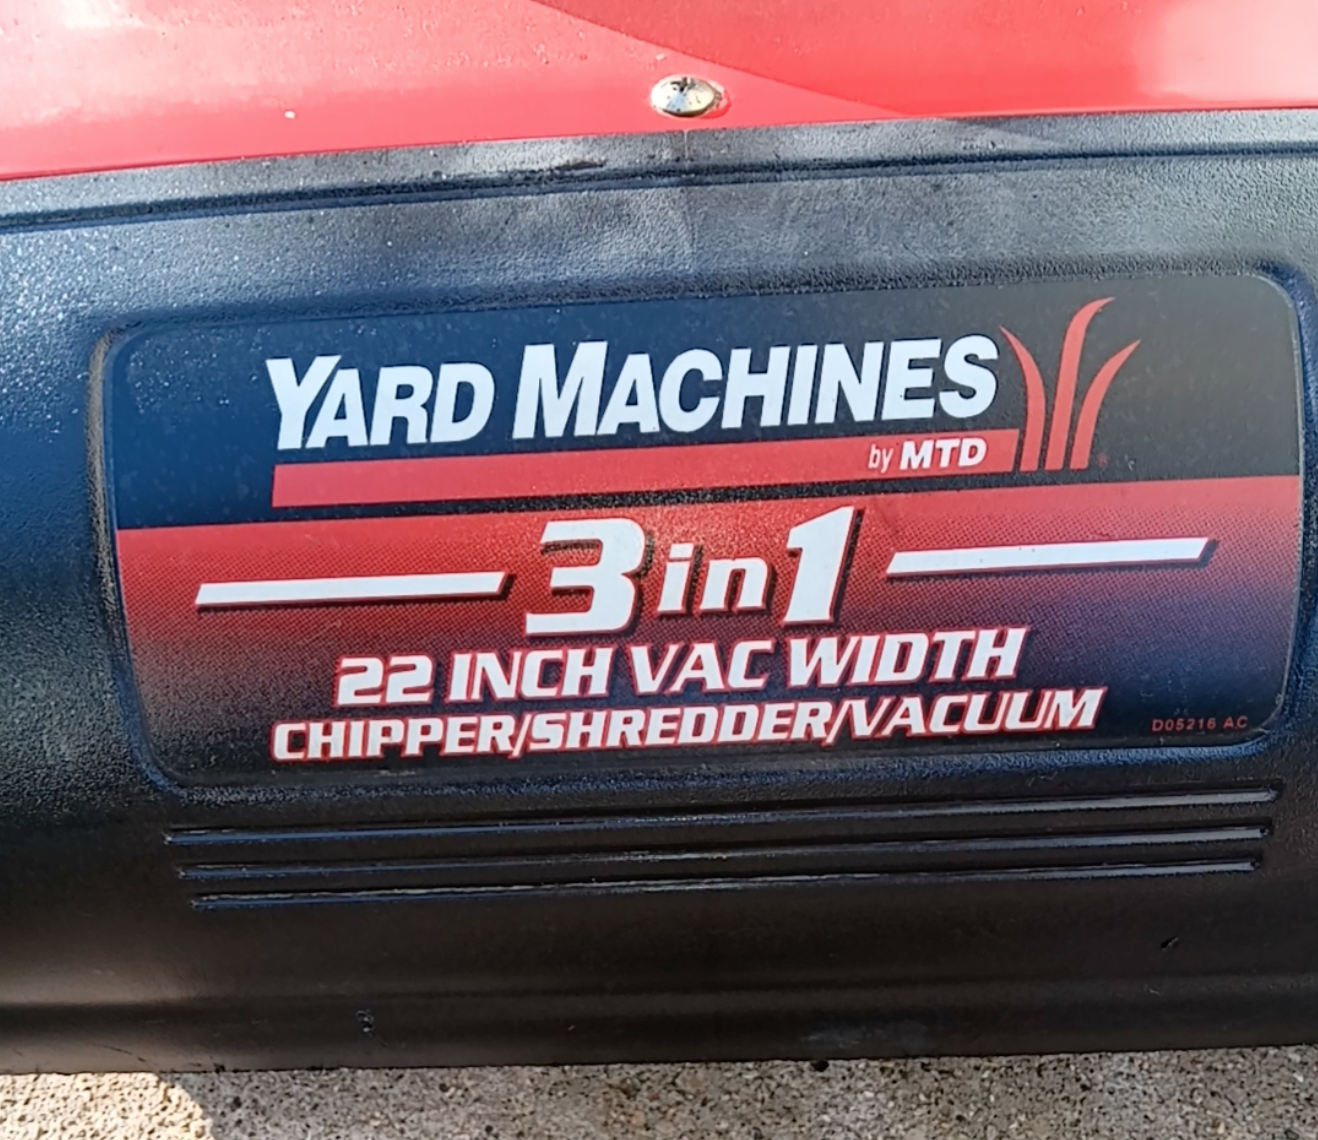 YARD MACHINES
by MTD
3 in 1
22 INCH VAC WIDTH
CHIPPER/SHREDDER/VACUUM
D05216 AC